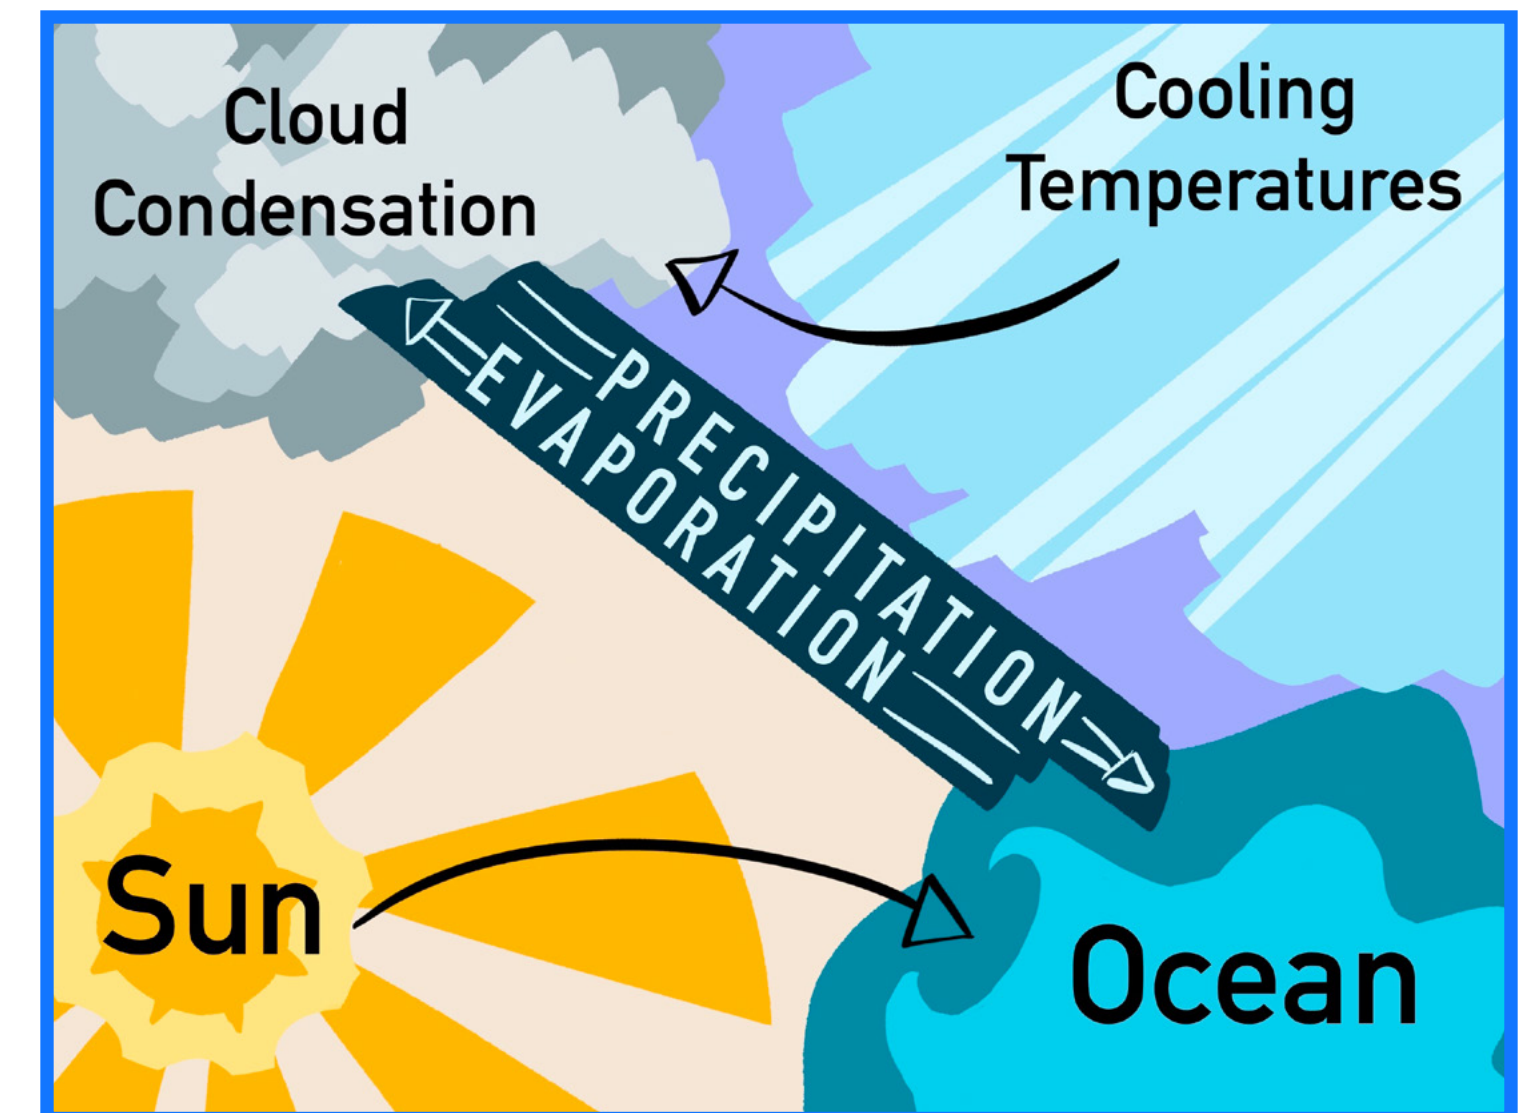 Cloud
Condensation
Cooling
Temperatures
PRECIPITATION
EVAPORATION
Sun
Ocean